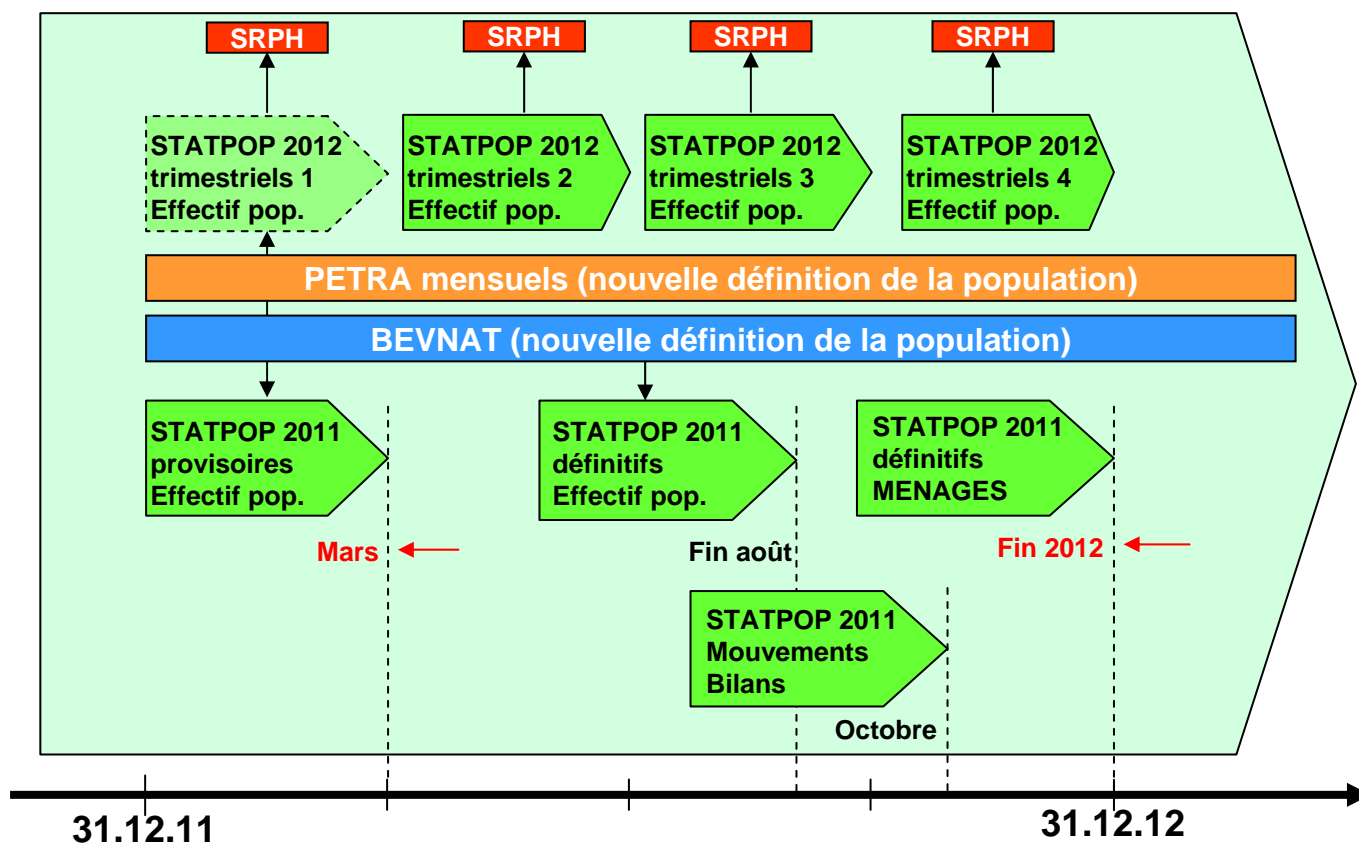 SRPH
SRPH
SRPH
SRPH
STATPOP 2012
trimestriels 1
Effectif pop.
STATPOP 2012
trimestriels 2
Effectif pop.
STATPOP 2012
trimestriels 3
Effectif pop.
STATPOP 2012
trimestriels 4
Effectif pop.
PETRA mensuels (nouvelle définition de la population)
BEVNAT (nouvelle définition de la population)
STATPOP 2011
provisoires
Effectif pop.
STATPOP 2011
définitifs
Effectif pop.
STATPOP 2011
définitifs
MENAGES
Mars
Fin août
Fin 2012
STATPOP 2011
Mouvements
Bilans
Octobre
31.12.11
31.12.12